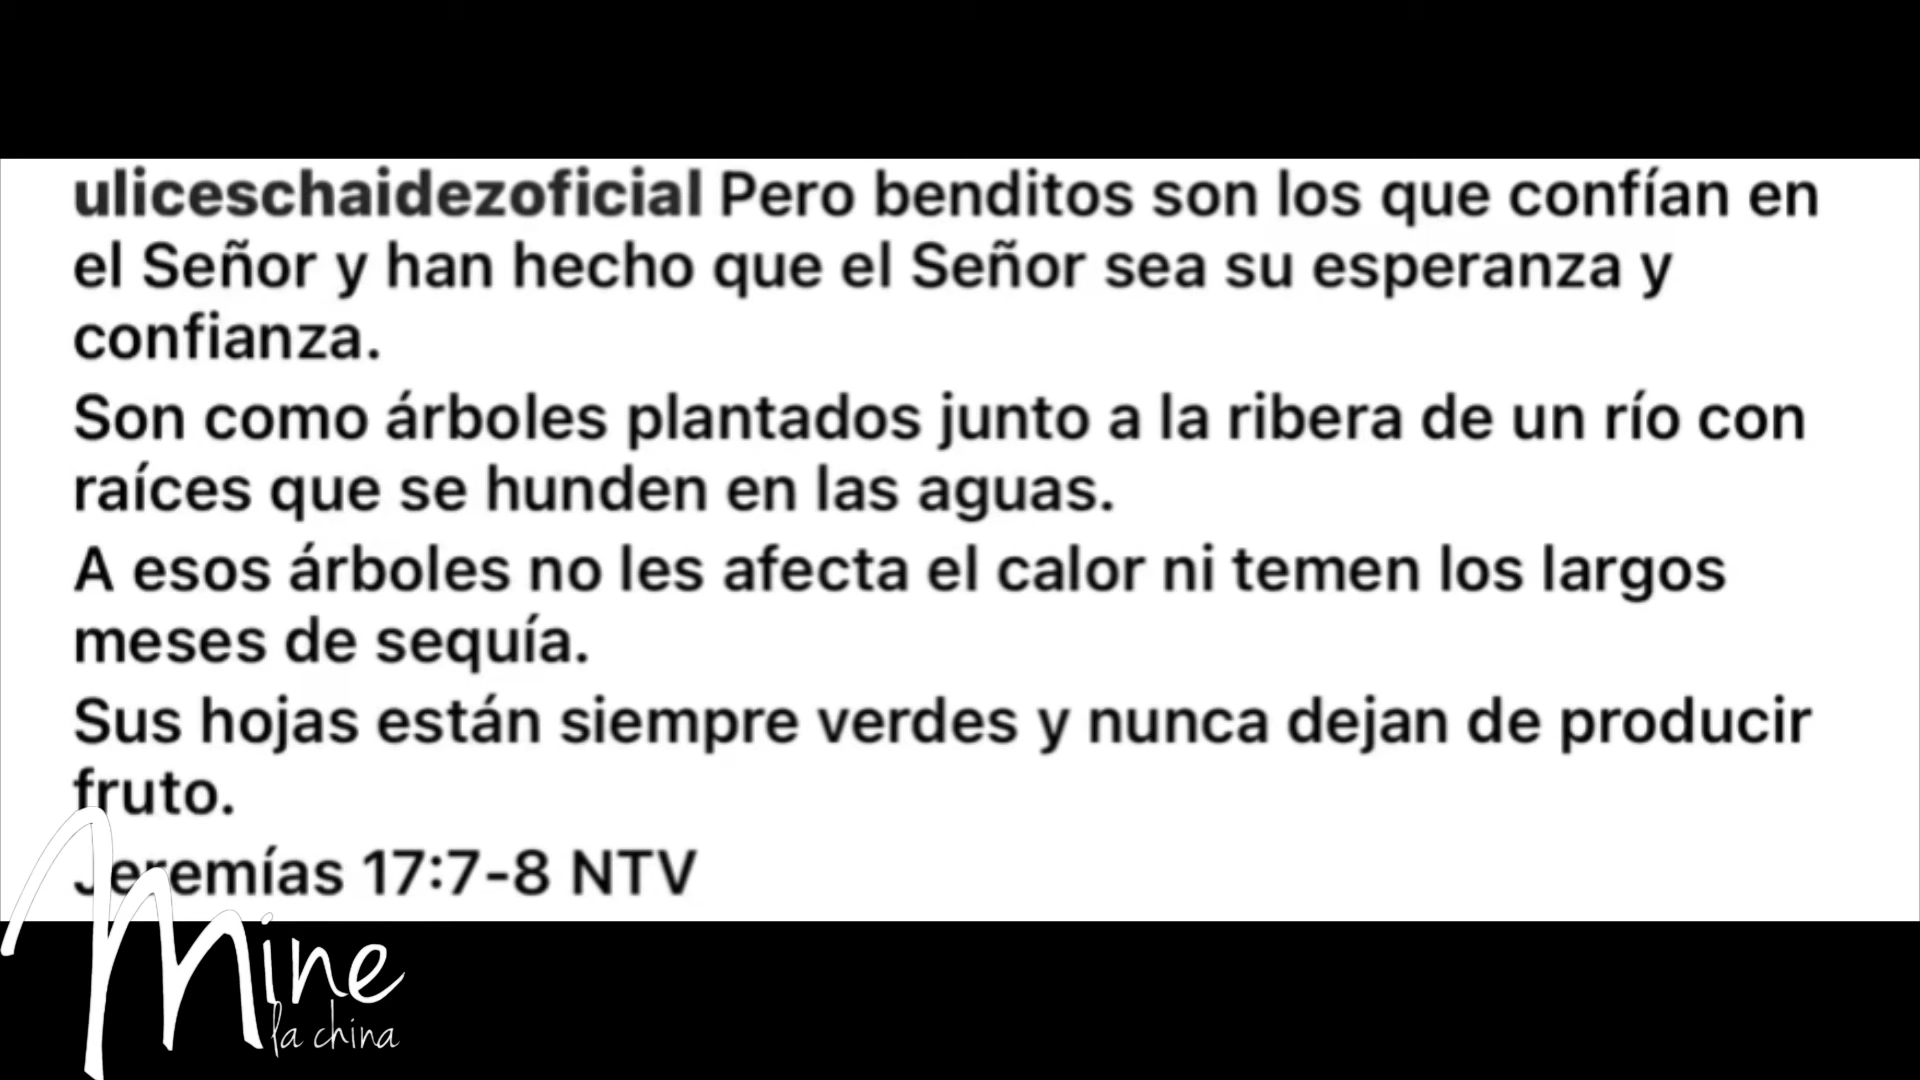 uliceschaidezoficial Pero benditos son los que confían en
el Señor y han hecho que el Señor sea su esperanza y
confianza.
Son como árboles plantados junto a la ribera de un río con
raíces que se hunden en las aguas.
A esos árboles no les afecta el calor ni temen los largos
meses de sequía.
Sus hojas están siempre verdes y nunca dejan de producir
fruto.
Jeremías 17:7-8 NTV
Mine
la china